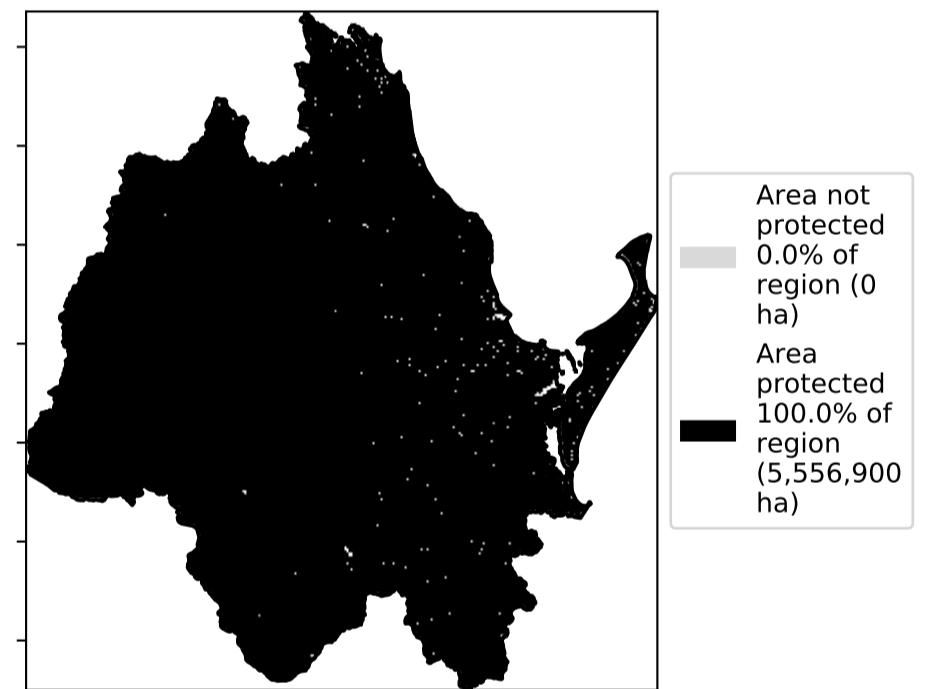 Area not
protected
0.0% of
region (0
ha)
Area
protected
100.0% of
region
(5,556,900
ha)